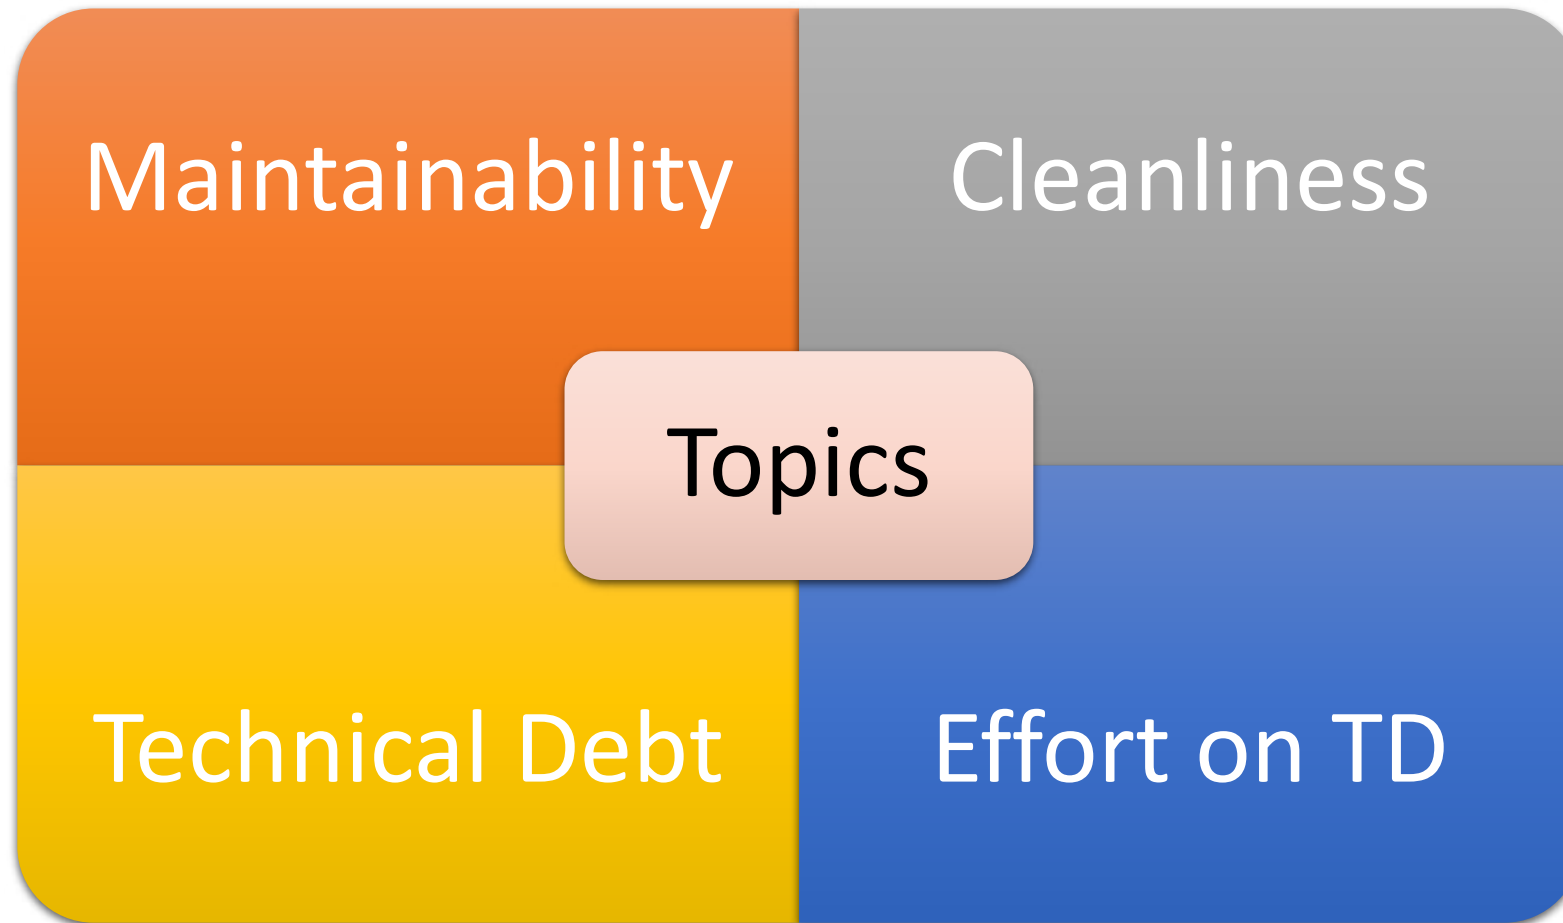 Maintainability
Cleanliness
Topics
Technical Debt
Effort on TD